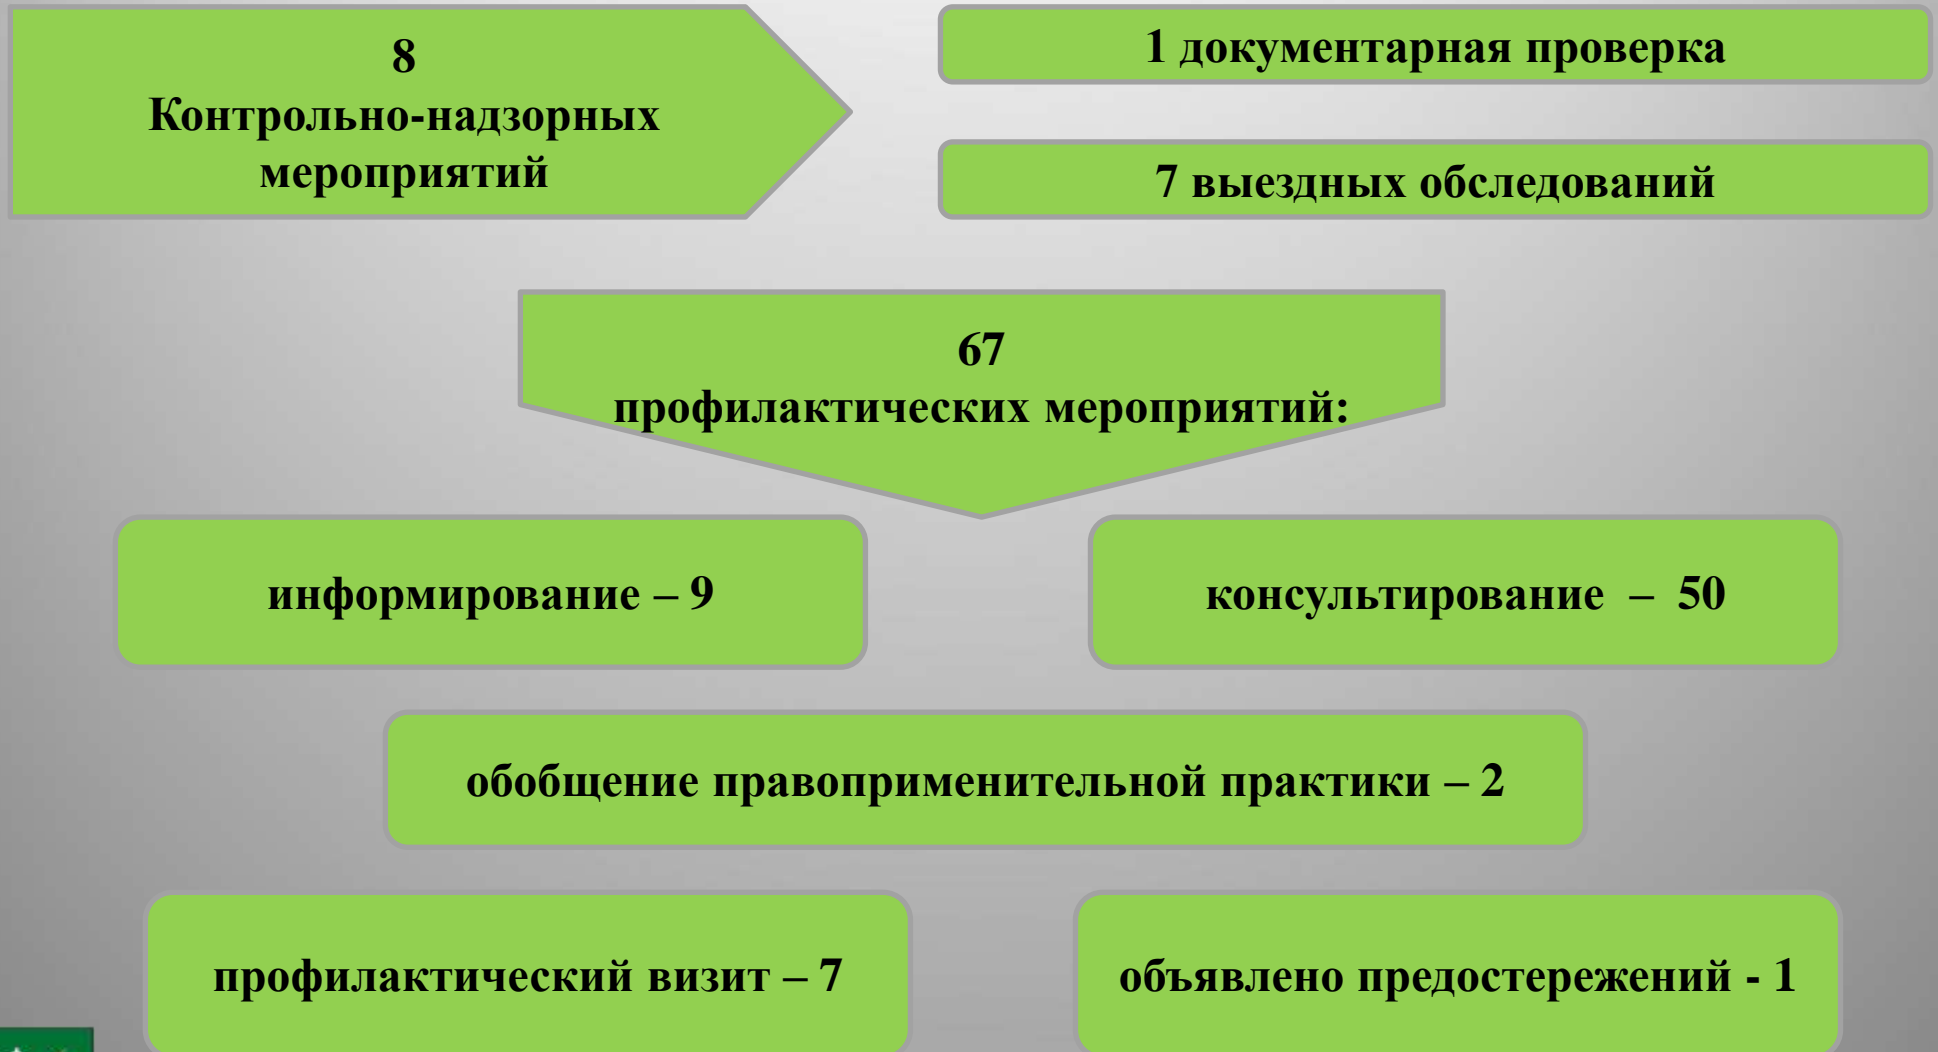 8
Контрольно-надзорных
мероприятий
1 документарная проверка
7 выездных обследований
67
профилактических мероприятий:
информирование – 9
консультирование  –  50
обобщение правоприменительной практики – 2
профилактический визит – 7
объявлено предостережений - 1